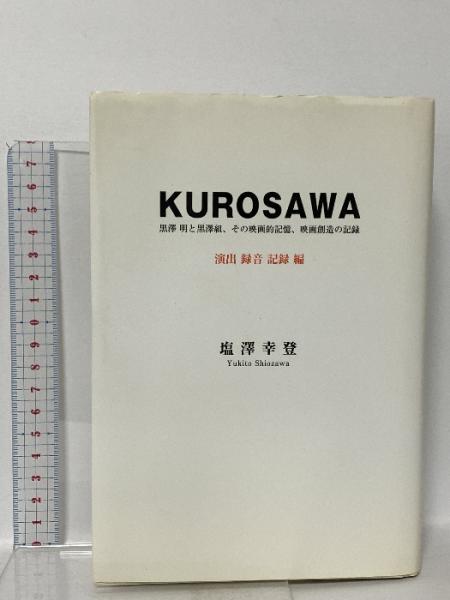 KUROSAWA
黒澤 明と黒澤組、その映画的記憶、映画創造の記録
演出 録音 記録 編
塩澤幸登
Yukito Shiozawa